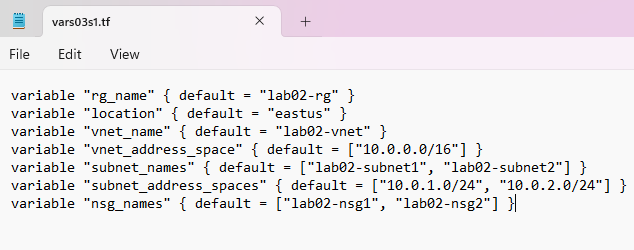 vars03s1.tf
File Edit View
variable "rg_name" { default = "lab02-rg" }
variable "location" { default = "eastus" }
variable "vnet_name" { default = "lab02-vnet" }
variable "vnet_address_space" { default = ["10.0.0.0/16"] }
variable "subnet_names" { default = ["lab02-subnet1", "lab02-subnet2"] }
variable "subnet_address_spaces" { default = ["10.0.1.0/24", "10.0.2.0/24"] }
variable "nsg_names" { default = ["lab02-nsg1", "lab02-nsg2"] }